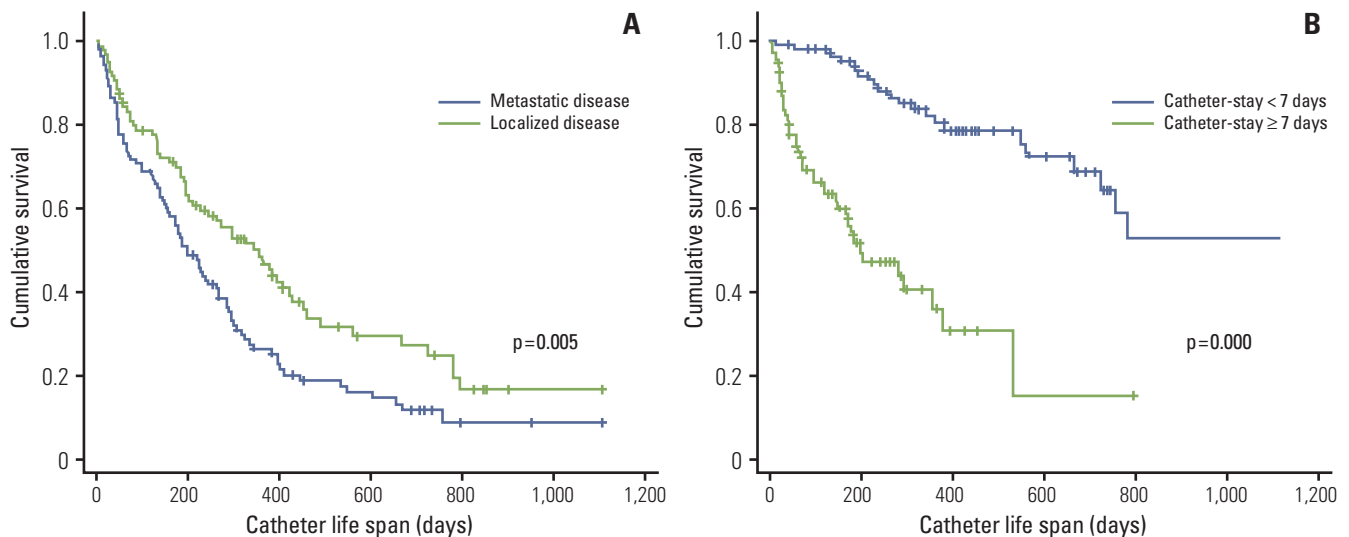 A
1.0
0.8
0.6
0.4
0.2
0
Cumulative survival
Metastatic disease
Localized disease
p=0.005
0 200 400 600 800 1,000 1,200
Catheter life span (days)
B
1.0
0.8
0.6
0.4
0.2
0
Cumulative survival
Catheter-stay < 7 days
Catheter-stay ≥ 7 days
p=0.000
0 200 400 600 800 1,000 1,200
Catheter life span (days)